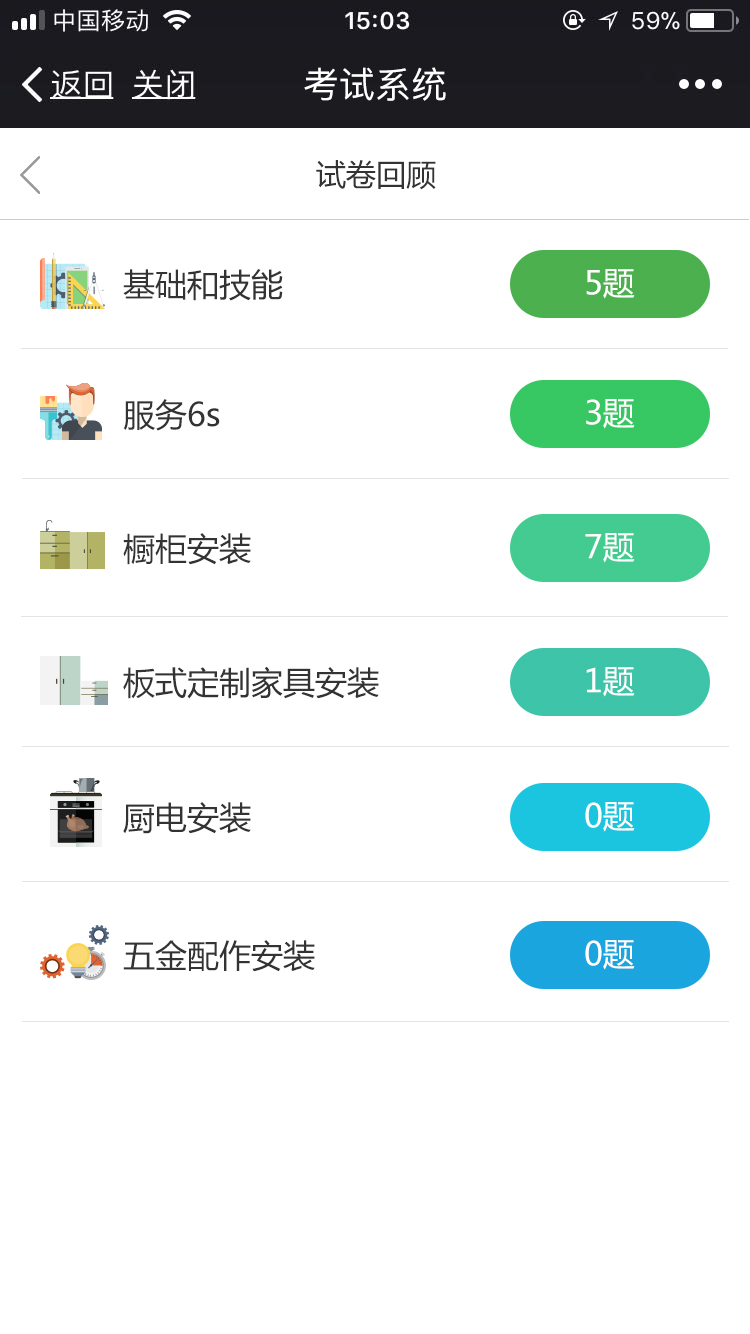 中国移动 15:03 59%
返回 关闭 考试系统
试卷回顾
基础和技能 5题
服务6s 3题
橱柜安装 7题
板式定制家具安装 1题
厨电安装 0题
五金配作安装 0题